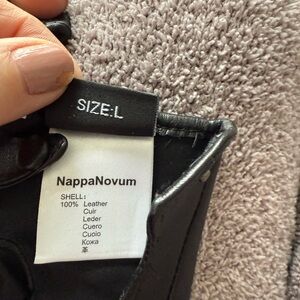 SIZE:L
NappaNovum
SHELL:
100% Leather
Cuir
Leder
Cuero
Cuoio
Кожа
革